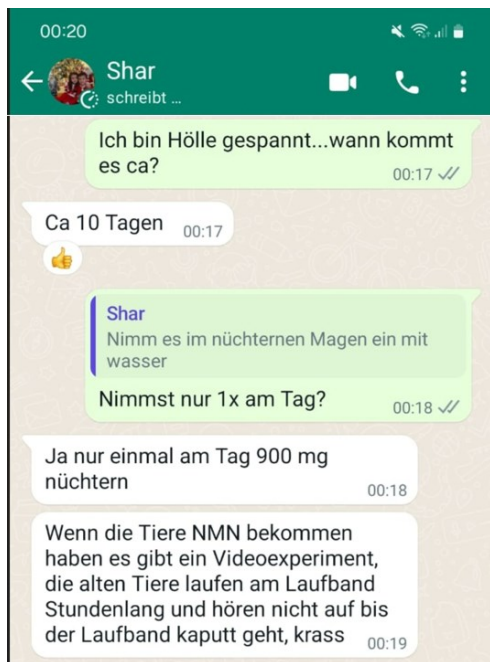 00:20
Shar
schreibt ...
Ich bin Hölle gespannt...wann kommt
es ca?
00:17
Ca 10 Tagen 00:17
👍
Shar
Nimm es im nüchternen Magen ein mit
wasser
Nimmst nur 1x am Tag?
00:18
Ja nur einmal am Tag 900 mg
nüchtern
00:18
Wenn die Tiere NMN bekommen
haben es gibt ein Videoexperiment,
die alten Tiere laufen am Laufband
Stundenlang und hören nicht auf bis
der Laufband kaputt geht, krass
00:19